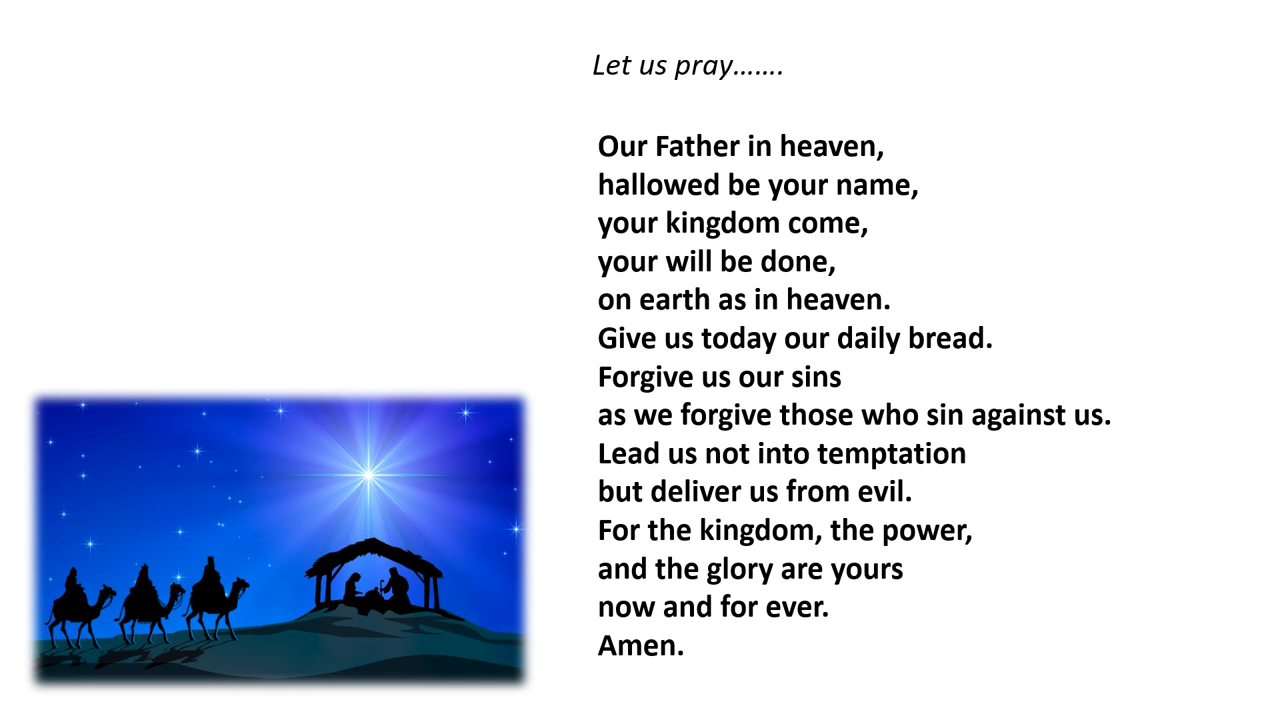 Let us pray.......
Our Father in heaven,
hallowed be your name,
your kingdom come,
your will be done,
on earth as in heaven.
Give us today our daily bread.
Forgive us our sins
as we forgive those who sin against us.
Lead us not into temptation
but deliver us from evil.
For the kingdom, the power,
and the glory are yours
now and for ever.
Amen.